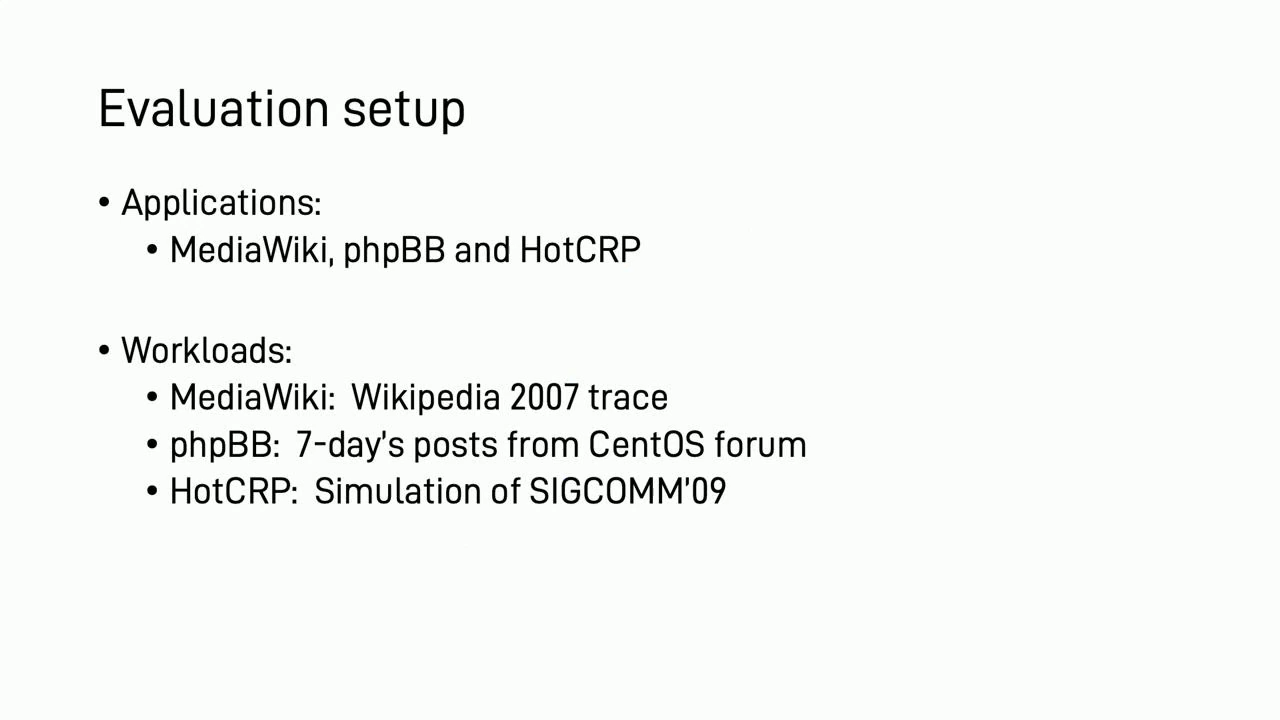 Evaluation setup
• Applications:
• MediaWiki, phpBB and HotCRP
• Workloads:
• MediaWiki: Wikipedia 2007 trace
• phpBB: 7-day's posts from CentOS forum
• HotCRP: Simulation of SIGCOMM'09